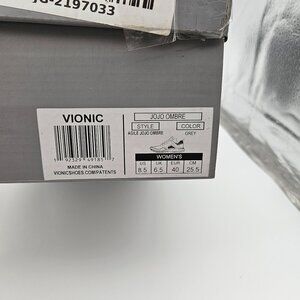 JG-2197033
VIONIC
JOJO OMBRE
STYLE
COLOR
AGILE JOJO OMBRE
GREY
MADE IN CHINA
VIONICSHOES.COM/PATENTS
WOMEN'S
US UK EUR CM
8.5 6.5 40 25.5